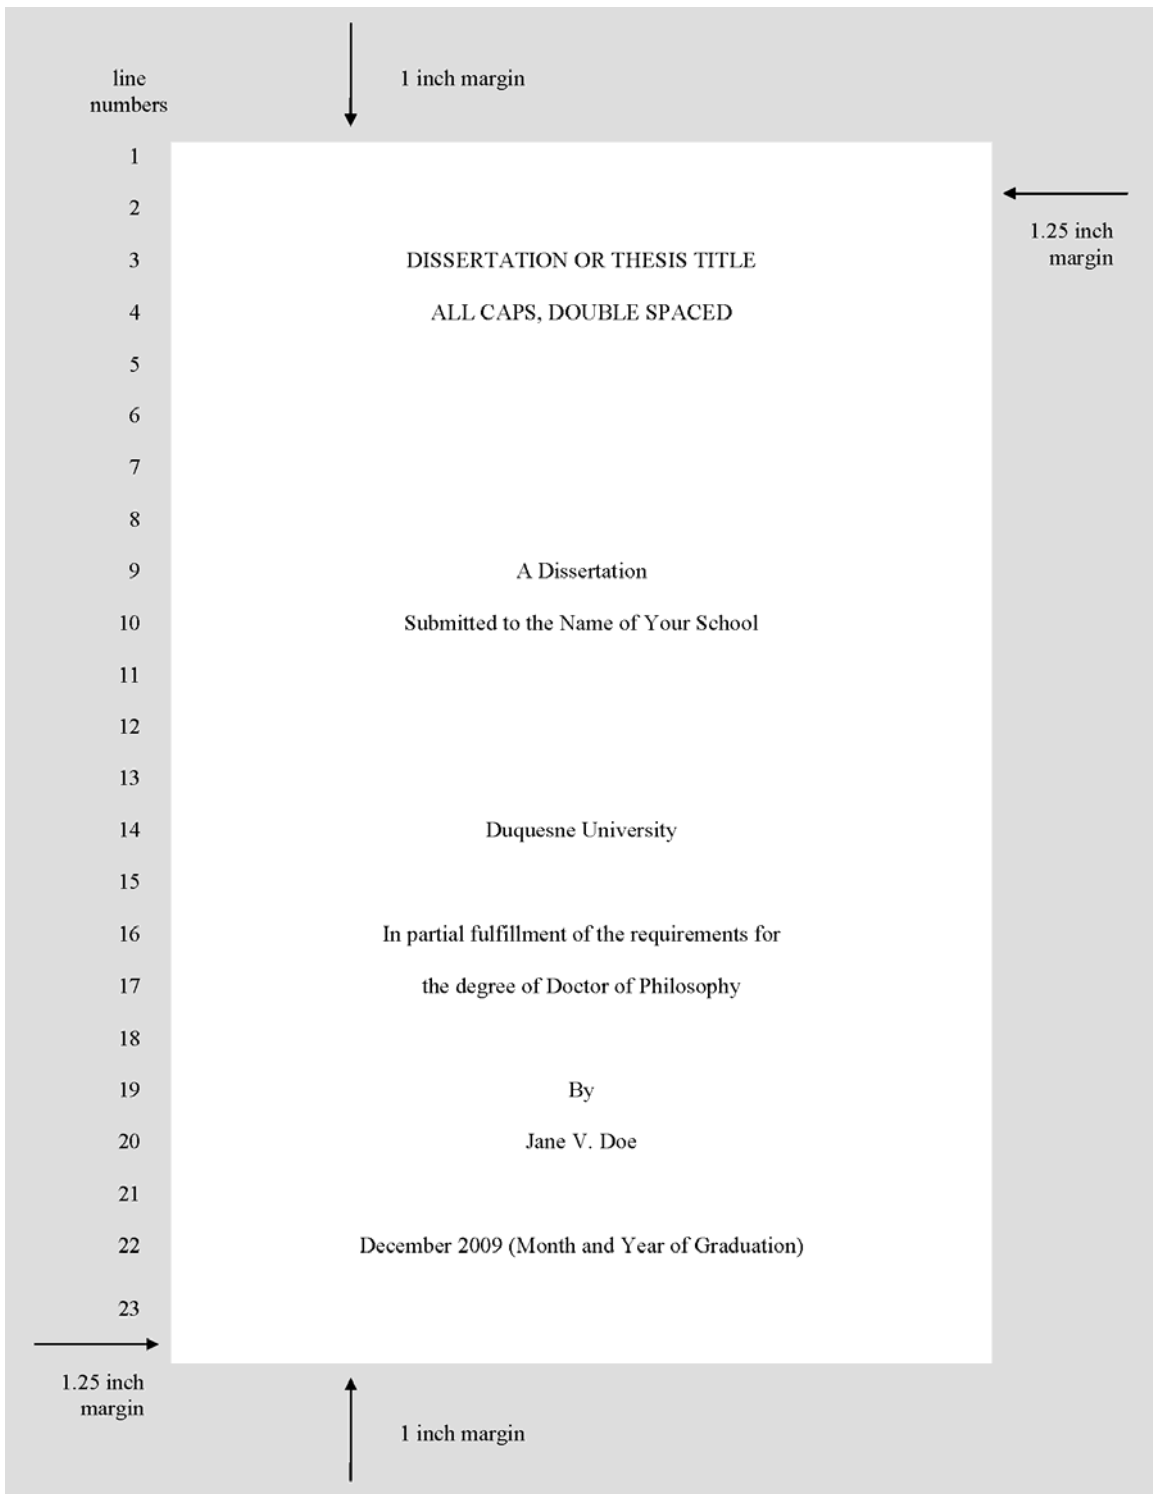 1 inch margin
line
numbers
1
2
1.25 inch
margin
3 DISSERTATION OR THESIS TITLE
4 ALL CAPS, DOUBLE SPACED
5
6
7
8
9 A Dissertation
10 Submitted to the Name of Your School
11
12
13
14 Duquesne University
15
16 In partial fulfillment of the requirements for
17 the degree of Doctor of Philosophy
18
19 By
20 Jane V. Doe
21
22 December 2009 (Month and Year of Graduation)
23
1.25 inch
margin
1 inch margin